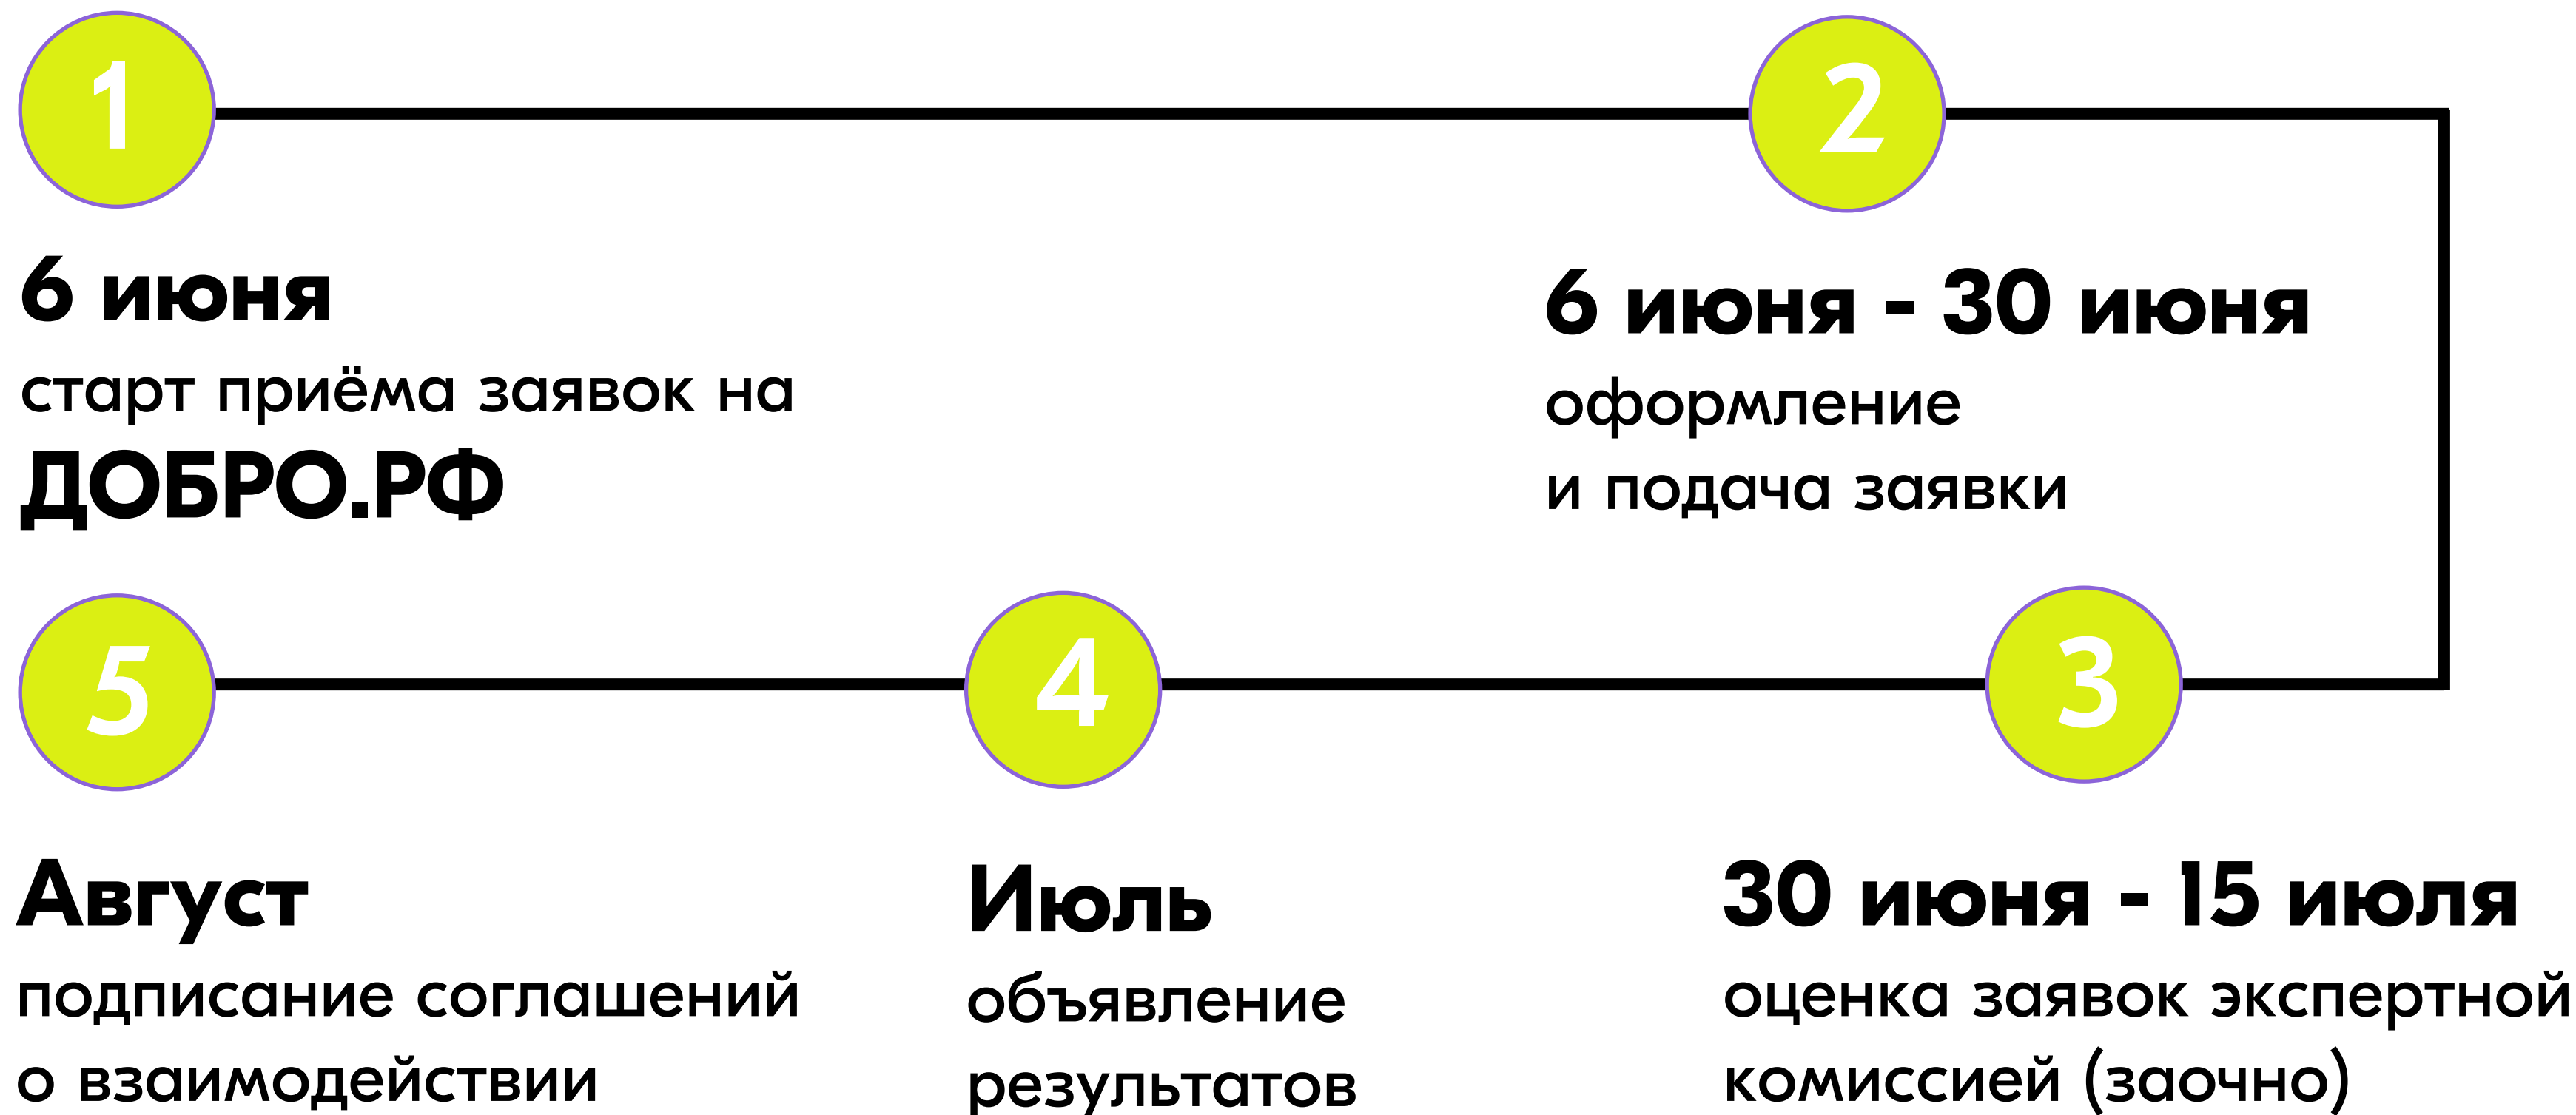 1
6 июня
старт приёма заявок на
ДОБРО.РФ
2
6 июня - 30 июня
оформление
и подача заявки
3
30 июня - 15 июля
оценка заявок экспертной
комиссией (заочно)
4
Июль
объявление
результатов
5
Август
подписание соглашений
о взаимодействии